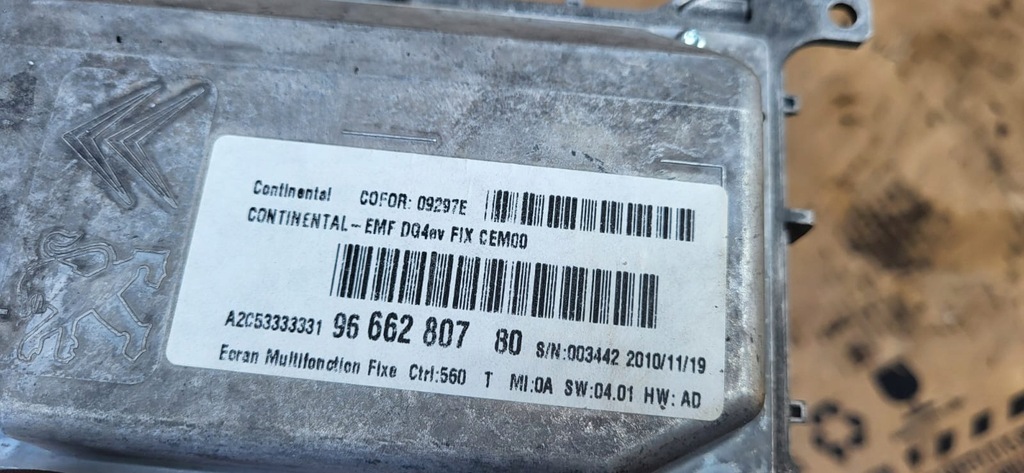 Continental COFOR: 09297E
CONTINENTAL-EMF DG4ev FIX CEM00
A2C53333331 96 662 807 80 S/N:003442 2010/11/19
Ecran Multifonction Fixe Ctrl:560 T MI:0A SW:04.01 HW: AD